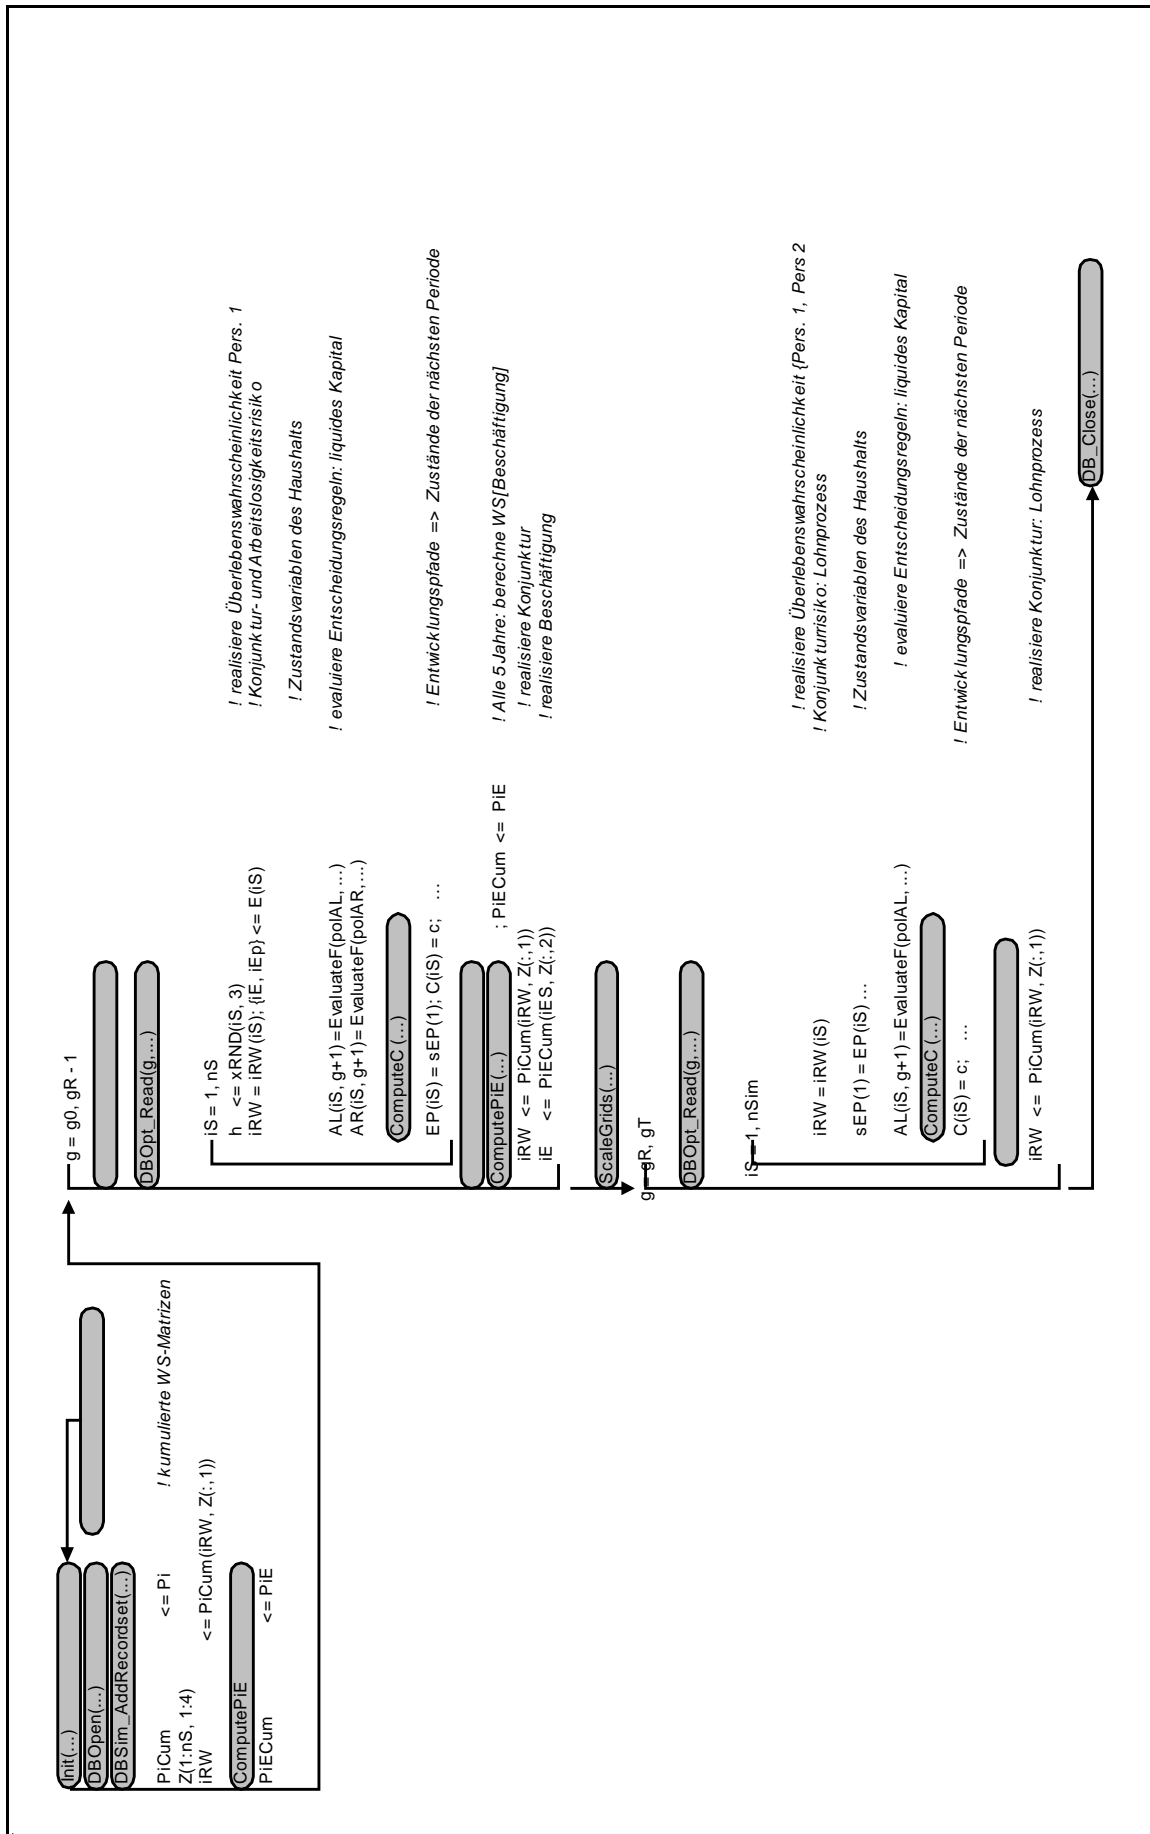 Init(...)
DBOpen(...)
DBSim_AddRecordset(...)
PiCum <= Pi ! kumulierte WS-Matrizen
Z(1:nS, 1:4)
iRW <= PiCum(iRW, Z(:,1))
ComputePiE
PiECum <= PiE
g = g0, gR - 1
DBOpt_Read(g,...)
iS = 1, nS
h <= xRND(iS, 3) ! realisiere Überlebenswahrscheinlichkeit Pers. 1
iRW = iRW(iS); {iE, iEp} <= E(iS) ! Konjunktur- und Arbeitslosigkeitsrisiko
! Zustandsvariablen des Haushalts
AL(iS, g+1) = EvaluateF(polAL, ...) ! evaluiere Entscheidungsregeln: liquides Kapital
AR(iS, g+1) = EvaluateF(polAR, ...)
ComputeC (...)
EP(iS) = sEP(1); C(iS) = c; ... ! Entwicklungspfade => Zustände der nächsten Periode
ComputePiE(...) ; PiECum <= PiE ! Alle 5 Jahre: berechne WS[Beschäftigung]
iRW <= PiCum(iRW, Z(:,1)) ! realisiere Konjunktur
iE <= PiECum(iES, Z(:,2)) ! realisiere Beschäftigung
ScaleGrids(...)
g = gR, gT
DBOpt_Read(g,...)
iS = 1, nSim
! realisiere Überlebenswahrscheinlichkeit {Pers. 1, Pers 2
iRW = iRW(iS) ! Konjunkturrisiko: Lohnprozess
sEP(1) = EP(iS) ... ! Zustandsvariablen des Haushalts
AL(iS, g+1) = EvaluateF(polAL, ...) ! evaluiere Entscheidungsregeln: liquides Kapital
ComputeC (...)
C(iS) = c; ... ! Entwicklungspfade => Zustände der nächsten Periode
iRW <= PiCum(iRW, Z(:,1)) ! realisiere Konjunktur: Lohnprozess
DB_Close(...)